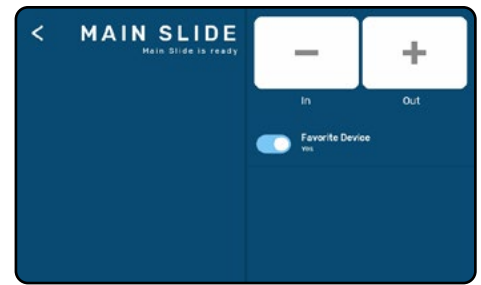 MAIN SLIDE
Main Slide is ready
In
Out
Favorite Device
Yes